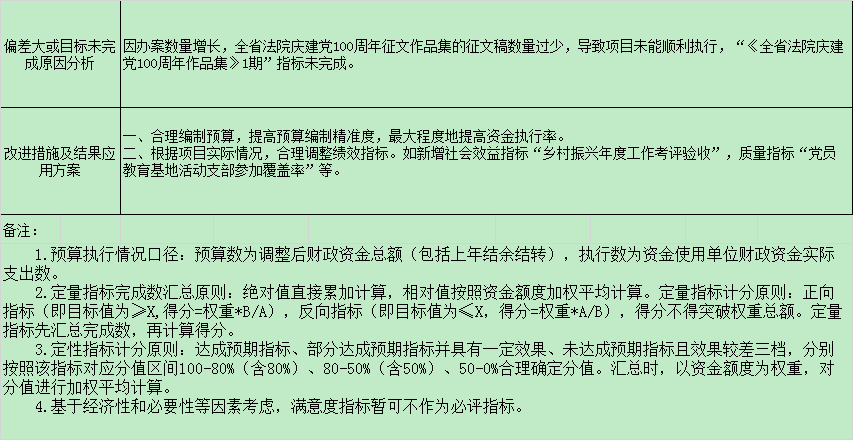 偏差大或目标未完
成原因分析
因办案数量增长，全省法院庆建党100周年征文作品集的征文稿数量过少，导致项目未能顺利执行，“《全省法院庆建
党100周年作品集》1期”指标未完成。
改进措施及结果应
用方案
一、合理编制预算，提高预算编制精准度，最大程度地提高资金执行率。
二、根据项目实际情况，合理调整绩效指标。如新增社会效益指标“乡村振兴年度工作考评验收”，质量指标“党员
教育基地活动支部参加覆盖率”等。
备注：
1.预算执行情况口径：预算数为调整后财政资金总额（包括上年结余结转），执行数为资金使用单位财政资金实际
支出数。
2.定量指标完成数汇总原则：绝对值直接累加计算，相对值按照资金额度加权平均计算。定量指标计分原则：正向
指标（即目标值为≥X,得分=权重*B/A），反向指标（即目标值为≤X，得分=权重*A/B），得分不得突破权重总额。定量
指标先汇总完成数，再计算得分。
3.定性指标计分原则：达成预期指标、部分达成预期指标并具有一定效果、未达成预期指标且效果较差三档，分别
按照该指标对应分值区间100-80%（含80%）、80-50%（含50%）、50-0%合理确定分值。汇总时，以资金额度为权重，对
分值进行加权平均计算。
4.基于经济性和必要性等因素考虑，满意度指标暂可不作为必评指标。